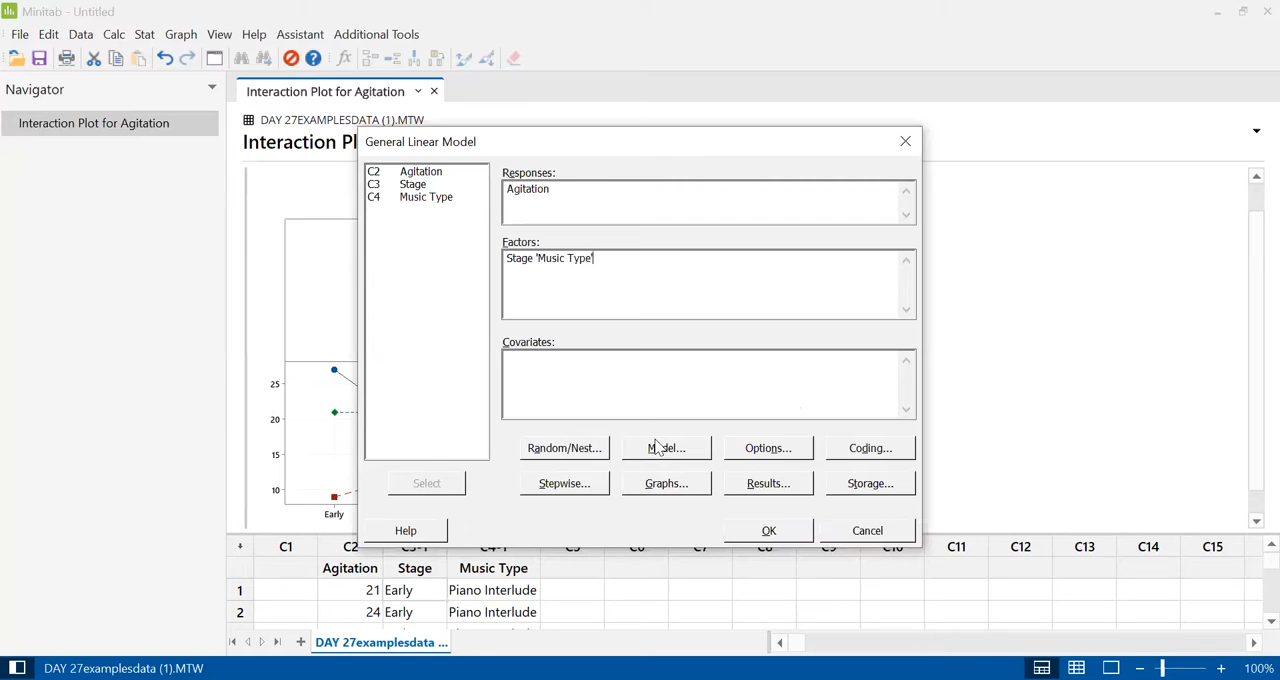 Minitab - Untitled
File Edit Data Calc Stat Graph View Help Assistant Additional Tools
Navigator
Interaction Plot for Agitation
Interaction Plot for Agitation
DAY 27EXAMPLESDATA (1).MTW
Interaction Pl
General Linear Model
C2 Agitation
C3 Stage
C4 Music Type
Responses:
Agitation
Factors:
Stage 'Music Type'
Covariates:
Random/Nest... Options... Coding...
Select Stepwise... Graphs... Results... Storage...
Help OK Cancel
25
20
15
10
Early
C1 C2 C11 C12 C13 C14 C15
Agitation Stage Music Type
1 21 Early Piano Interlude
2 24 Early Piano Interlude
DAY 27examplesdata ...
DAY 27examplesdata (1).MTW
100%